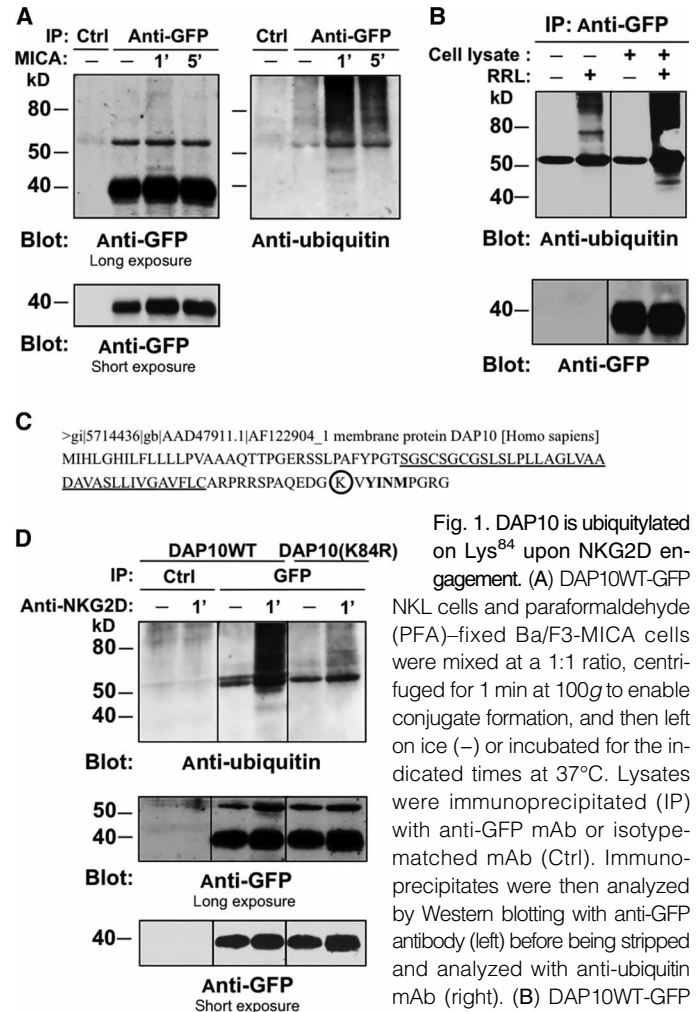 A
IP: Ctrl Anti-GFP
MICA: – – 1’ 5’
kD
80
50
40
Blot: Anti-GFP
Long exposure
40
Blot: Anti-GFP
Short exposure
Ctrl Anti-GFP
– – 1’ 5’
Anti-ubiquitin
B
IP: Anti-GFP
Cell lysate : – – + +
RRL: – + – +
kD
80
50
40
Blot: Anti-ubiquitin
40
Blot: Anti-GFP
C
>gi|5714436|gb|AAD47911.1|AF122904_1 membrane protein DAP10 [Homo sapiens]
MIHLGHILFLLLLPVAAAQTTPGERSSLPAFYPGTSGSCSGCGSLSLPLLAGLVAA
DAVASLLIVGAVFLCARPRRSPAQEDGKVYINMPGRG
D
DAP10WT DAP10(K84R)
IP: Ctrl GFP
Anti-NKG2D: – 1’ – 1’ – 1’
kD
80
50
40
Blot: Anti-ubiquitin
50
40
Blot: Anti-GFP
Long exposure
40
Anti-GFP
Short exposure
Fig. 1. DAP10 is ubiquitylated
on Lys⁸⁴ upon NKG2D en-
gagement. (A) DAP10WT-GFP
NKL cells and paraformaldehyde
(PFA)–fixed Ba/F3-MICA cells
were mixed at a 1:1 ratio, centri-
fuged for 1 min at 100g to enable
conjugate formation, and then left
on ice (–) or incubated for the in-
dicated times at 37°C. Lysates
were immunoprecipitated (IP)
with anti-GFP mAb or isotype-
matched mAb (Ctrl). Immuno-
precipitates were then analyzed
by Western blotting with anti-GFP
antibody (left) before being stripped
and analyzed with anti-ubiquitin
mAb (right). (B) DAP10WT-GFP